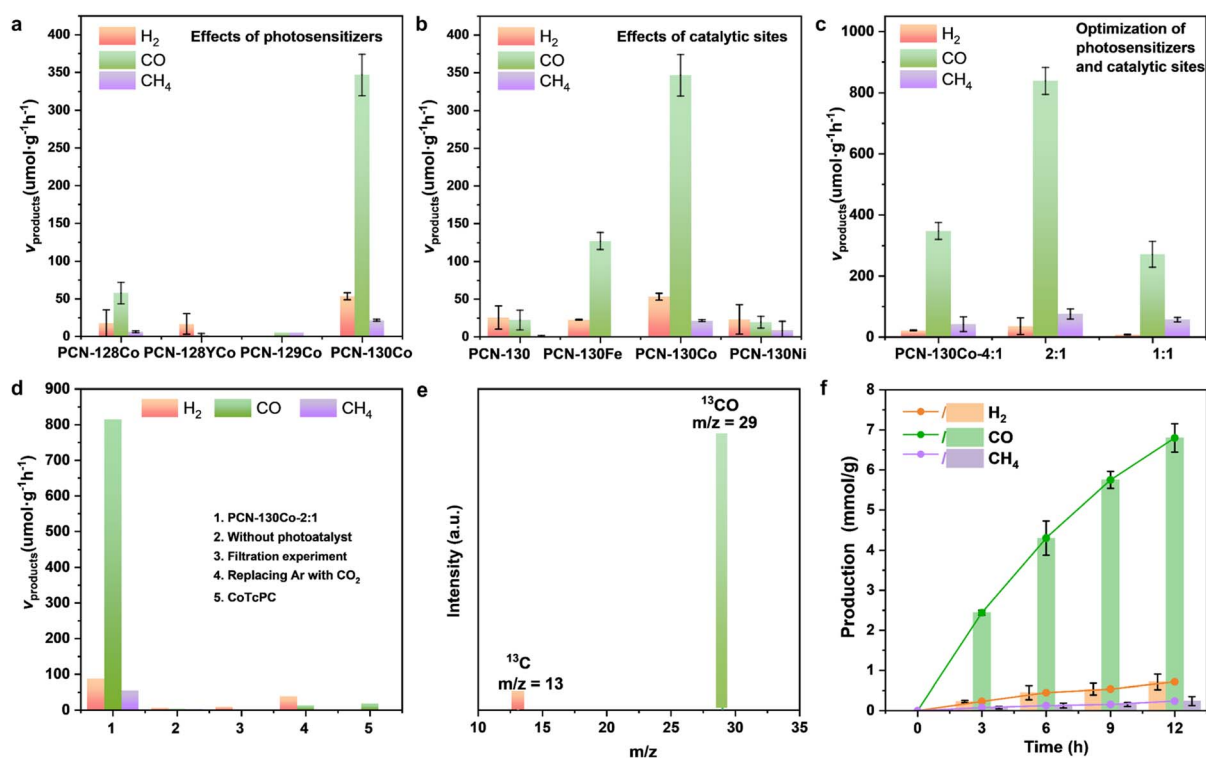 a
H₂
CO
CH₄
Effects of photosensitizers
400
350
300
250
200
150
100
50
0
vproducts(umol·g⁻¹h⁻¹)
PCN-128Co
PCN-128YCo
PCN-129Co
PCN-130Co
b
H₂
CO
CH₄
Effects of catalytic sites
400
350
300
250
200
150
100
50
0
vproducts(umol·g⁻¹h⁻¹)
PCN-130
PCN-130Fe
PCN-130Co
PCN-130Ni
c
H₂
CO
CH₄
Optimization of
photosensitizers
and catalytic sites
1000
800
600
400
200
0
vproducts(umol·g⁻¹h⁻¹)
PCN-130Co-4:1
2:1
1:1
d
H₂
CO
CH₄
900
800
700
600
500
400
300
200
100
0
vproducts(umol·g⁻¹h⁻¹)
1. PCN-130Co-2:1
2. Without photoatalyst
3. Filtration experiment
4. Replacing Ar with CO₂
5. CoTcPC
1
2
3
4
5
e
¹³CO
m/z = 29
¹³C
m/z = 13
Intensity (a.u.)
10
15
20
25
30
35
m/z
f
/ H₂
/ CO
/ CH₄
8
7
6
5
4
3
2
1
0
Production (mmol/g)
0
3
6
9
12
Time (h)